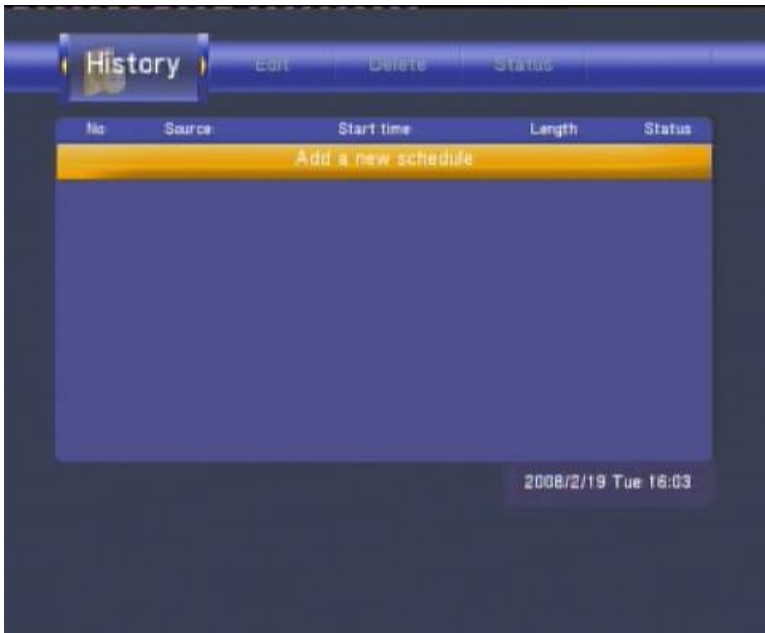 History Edit Delete Status
No Source Start time Length Status
Add a new schedule
2008/2/19 Tue 16:03